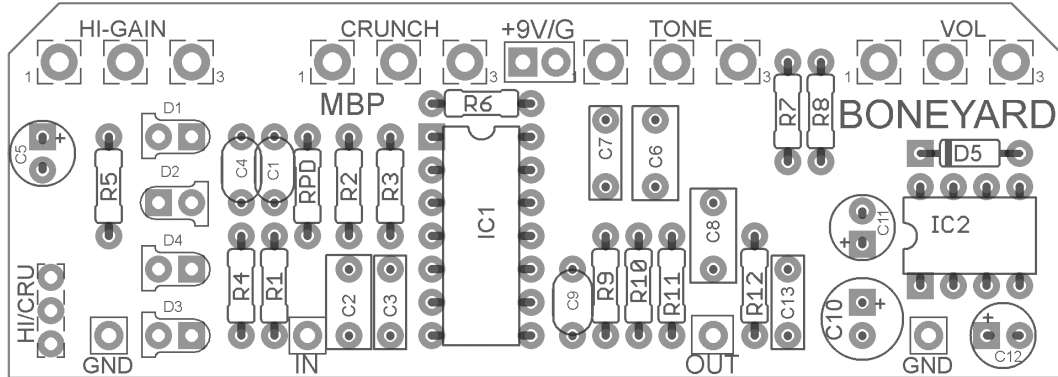 HI-GAIN
CRUNCH
+9V/G
TONE
VOL
1
3
1
3
1
3
1
3
MBP
R6
BONEYARD
D1
C5
+
R5
D2
C4
C1
RPD
R2
R3
IC1
C7
C6
R7
R8
D5
C11
+
IC2
D4
R4
R1
C2
C3
C9
R9
R10
R11
C8
R12
C13
C10
+
HI/CRU
D3
GND
IN
OUT
GND
+
C12